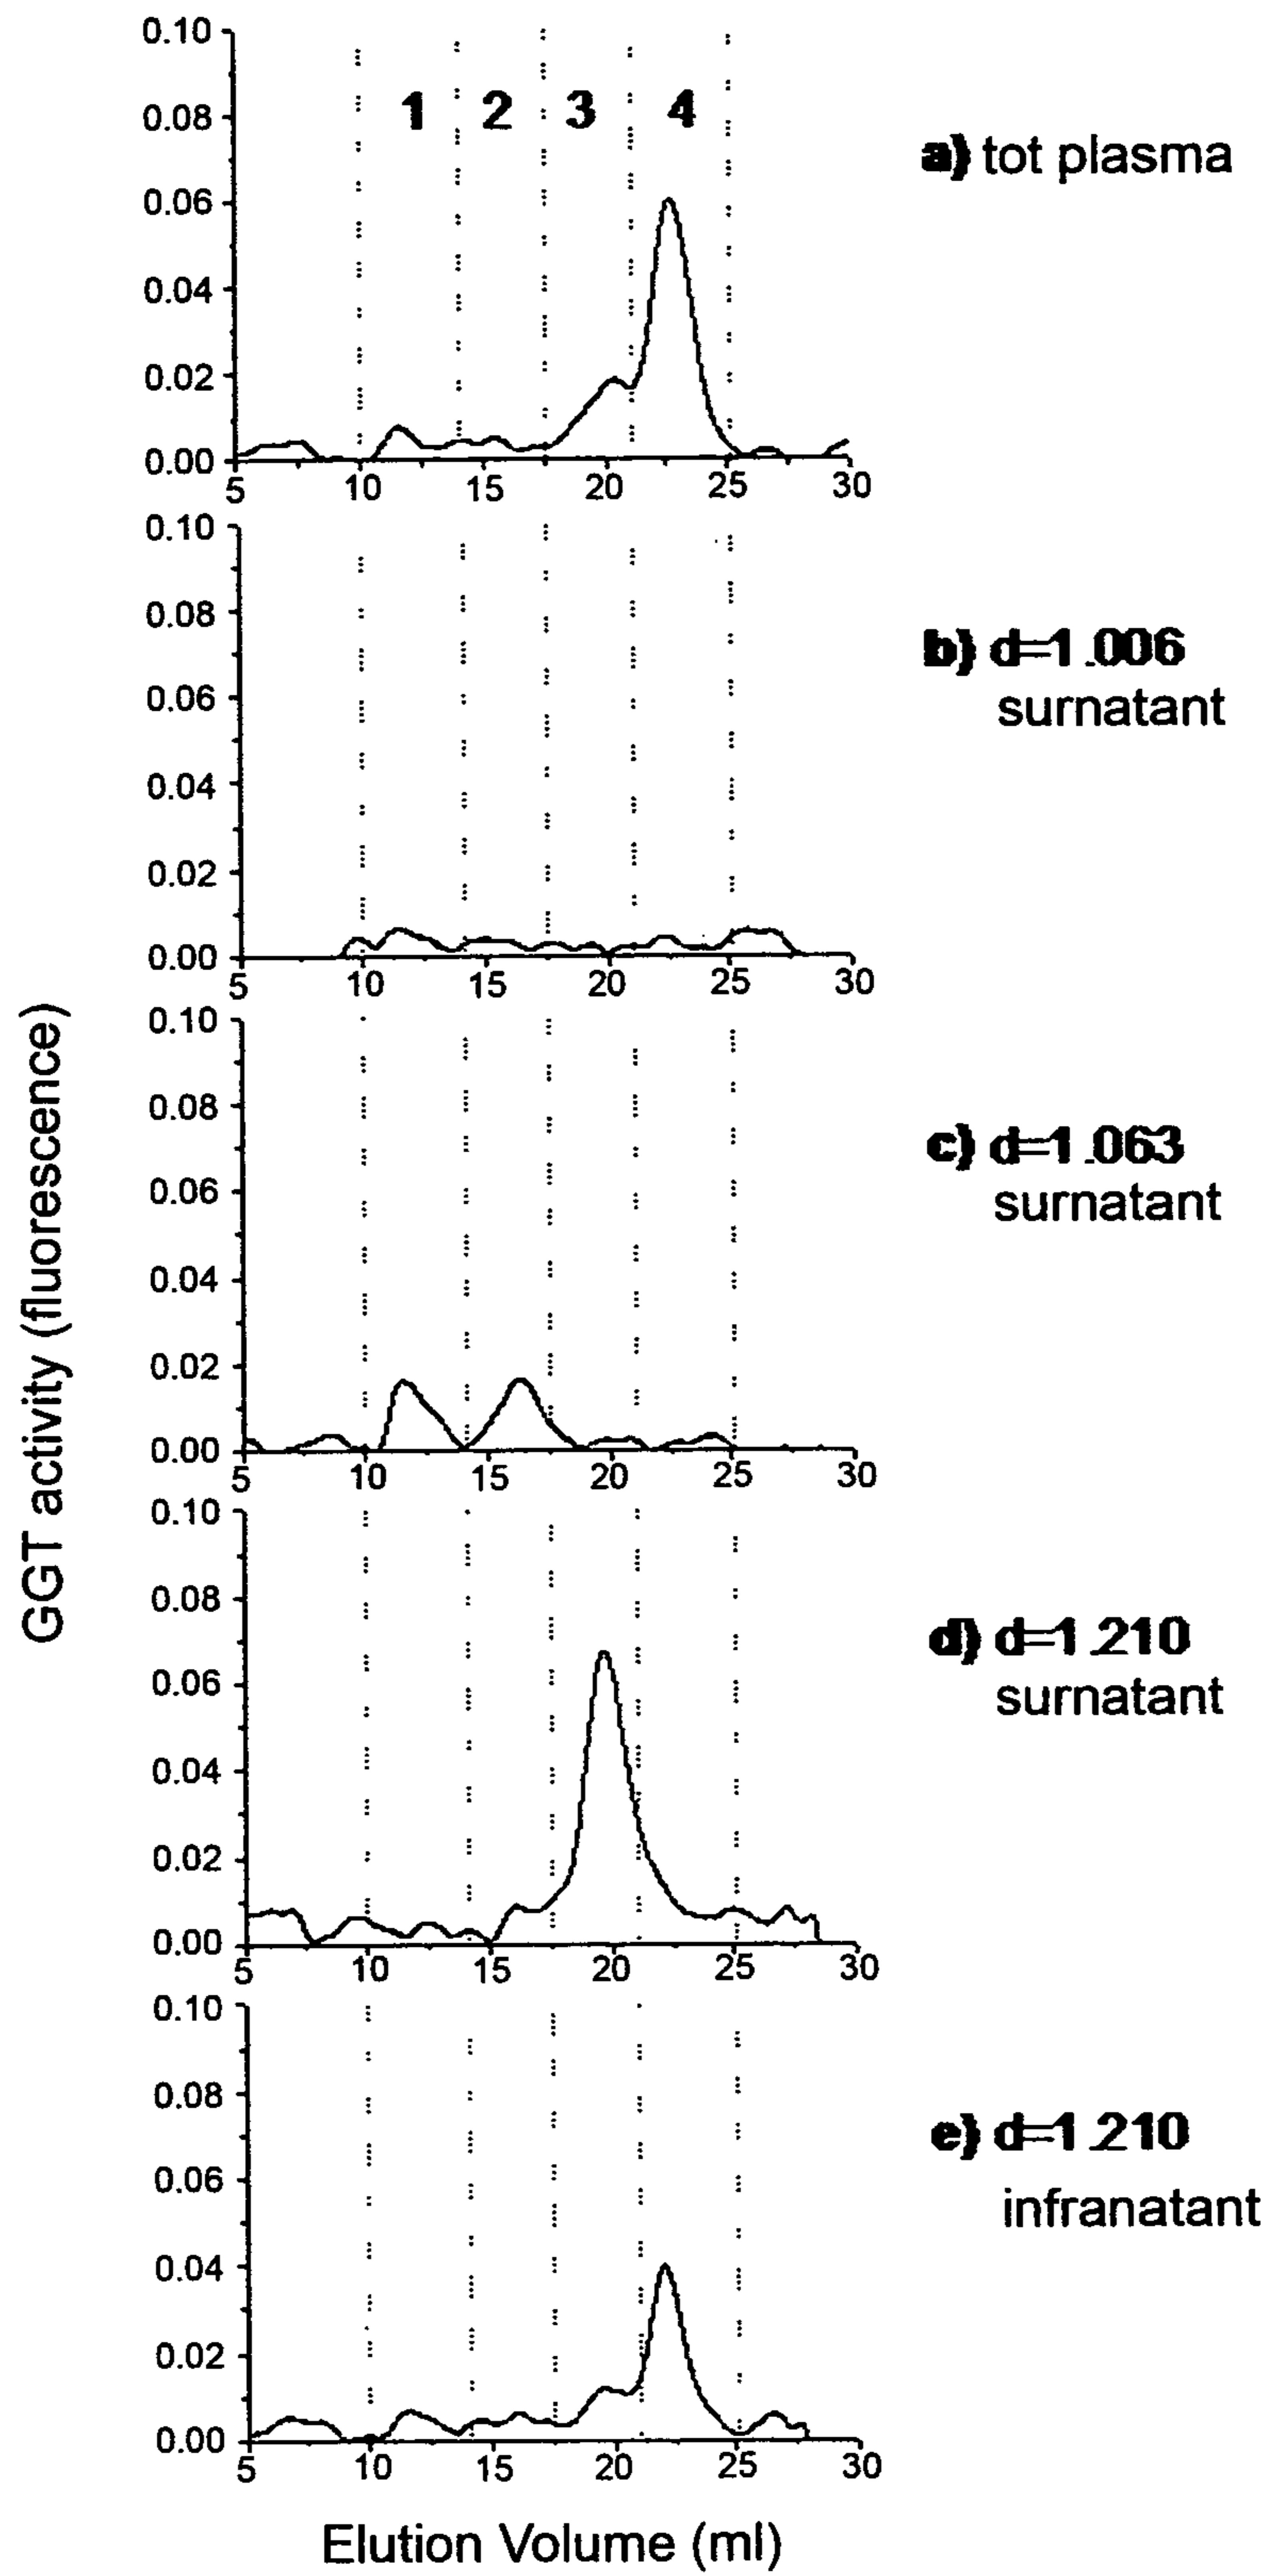 0.10
0.08
0.06
0.04
0.02
0.00
1 2 3 4
5 10 15 20 25 30
a) tot plasma
0.10
0.08
0.06
0.04
0.02
0.00
5 10 15 20 25 30
b) d=1.006
surnatant
0.10
0.08
0.06
0.04
0.02
0.00
5 10 15 20 25 30
c) d=1.063
surnatant
0.10
0.08
0.06
0.04
0.02
0.00
5 10 15 20 25 30
d) d=1.210
surnatant
0.10
0.08
0.06
0.04
0.02
0.00
5 10 15 20 25 30
e) d=1.210
infranatant
GGT activity (fluorescence)
Elution Volume (ml)